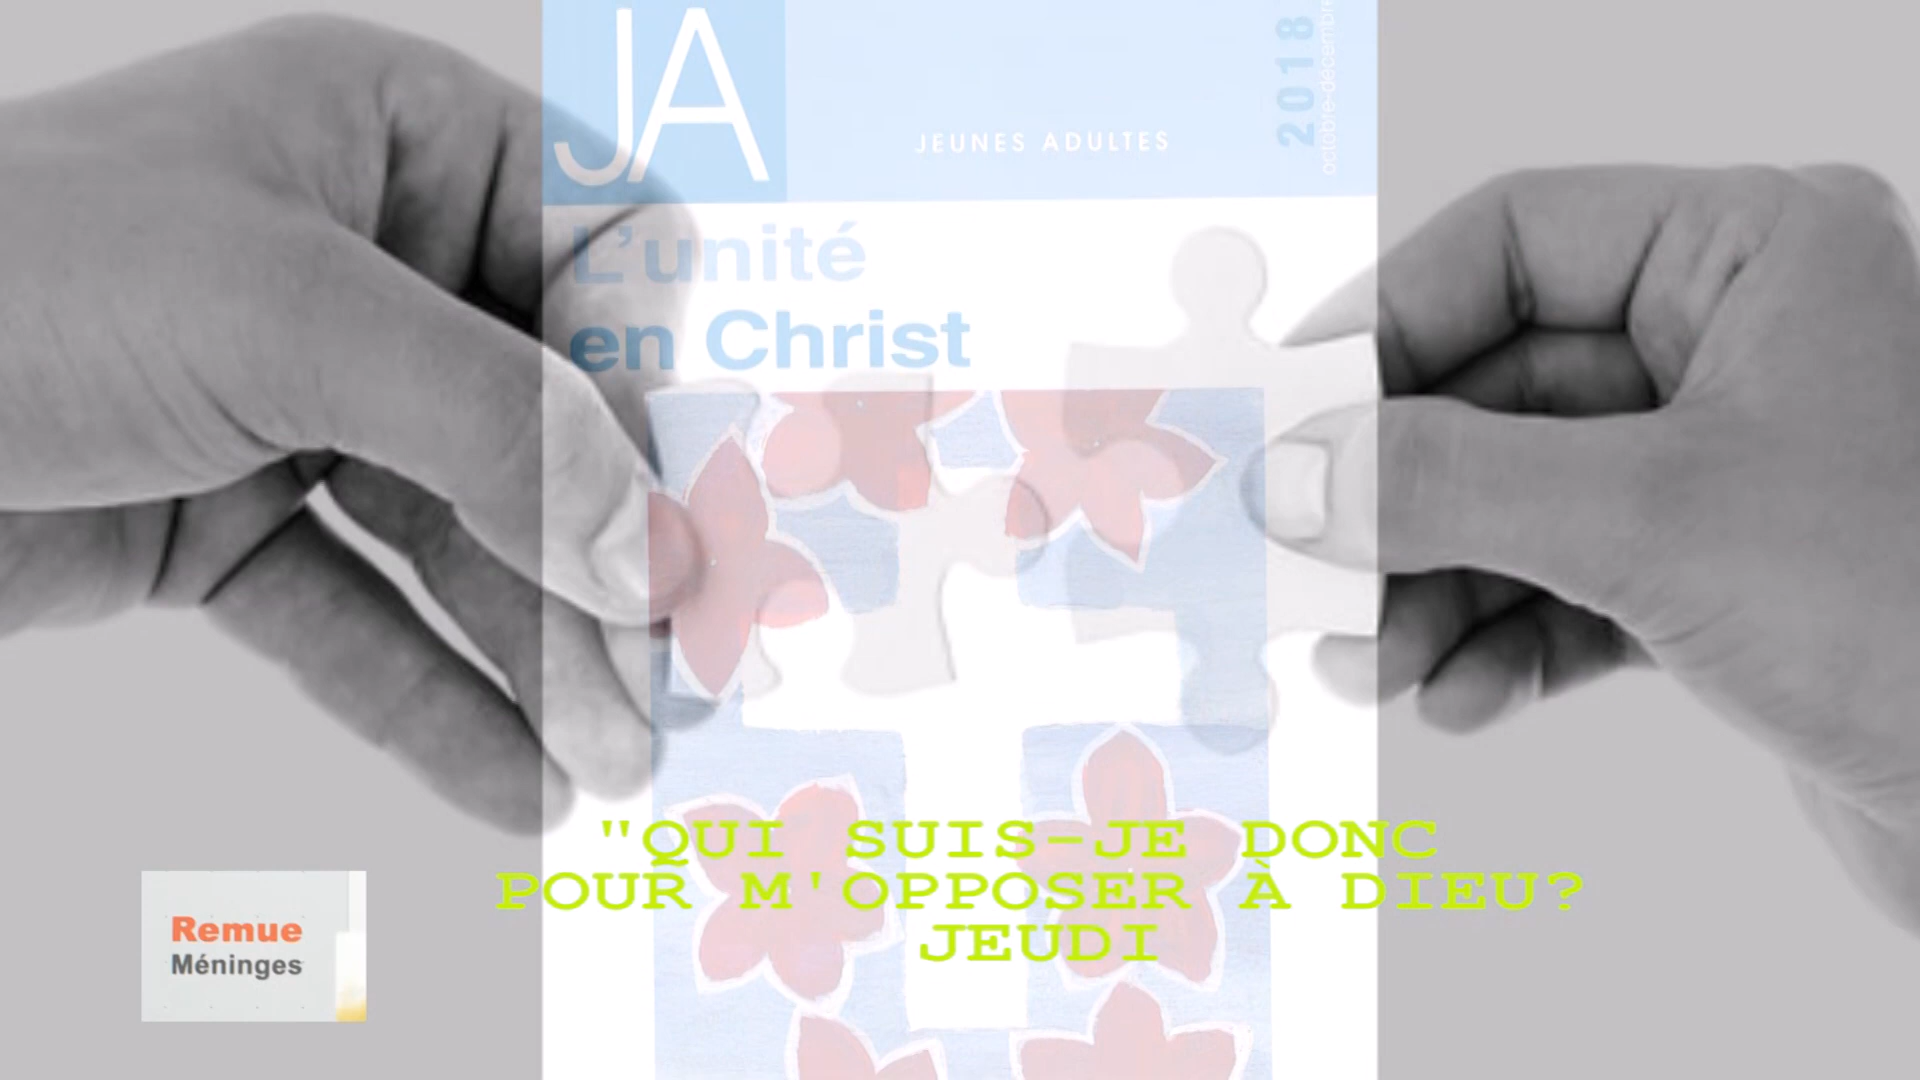 JA
JEUNES ADULTES
2018
octobre-décembre
L'unité
en Christ
"QUI SUIS-JE DONC
POUR M'OPPOSER À DIEU?
JEUDI
Remue
Méninges